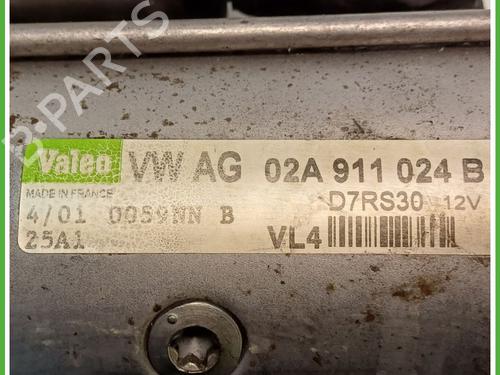 B-PARTS
Valeo VW AG 02A 911 024 B
MADE IN FRANCE D7RS30 12V
4/01 0059NN B
25A1 VL4